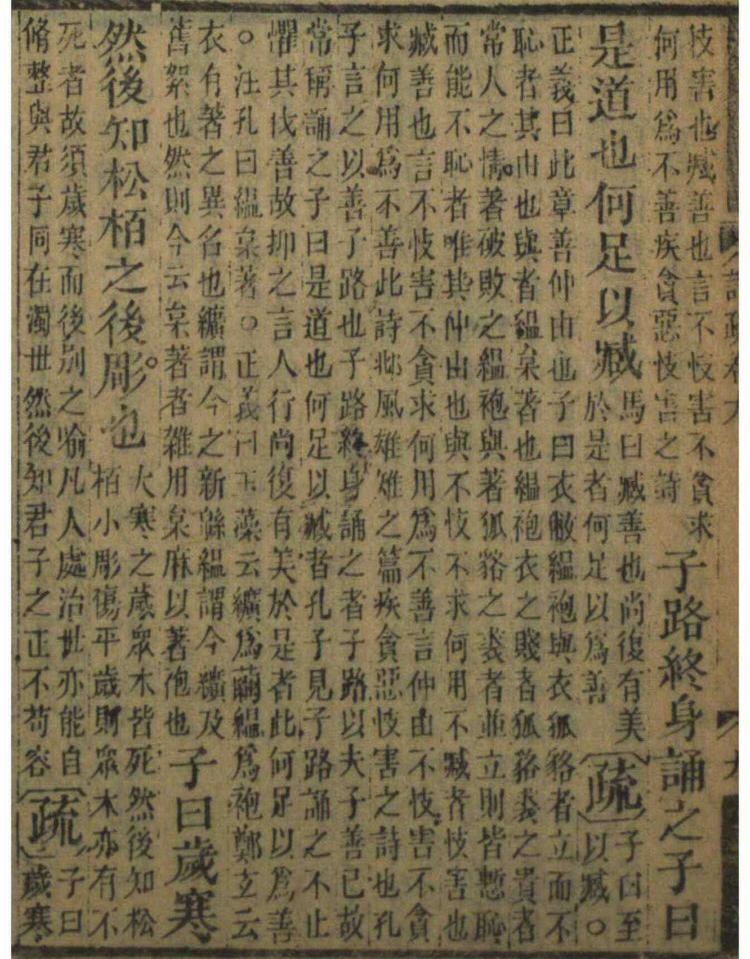 忮害也臧善也言不忮害不貪求
何用爲不善疾貪惡忮害之詩
子路終身誦之子曰
是道也何足以臧
馬曰臧善也尚復有美
於是者何足以爲善
疏
子曰至
以臧○
正義曰此章善仲由也子曰衣敝縕袍與衣狐貉者立而不
恥者其由也與者縕枲著也縕袍衣之賤者狐貉裘之貴者
常人之情著破敗之縕袍與著狐貉之裘者並立則皆慙恥
而能不恥者唯其仲由也與不忮不求何用不臧者忮害也
臧善也言不忮害不貪求何用爲不善言仲由不忮害不貪
求何用爲不善此詩邶風雄雉之篇疾貪惡忮害之詩也孔
子言之以善子路也子路終身誦之者子路以夫子善已故
常稱誦之子曰是道也何足以臧者孔子見子路誦之不止
懼其伐善故抑之言人行尚復有美於是者此何足以爲善
○注孔曰縕枲著○正義曰玉藻云纊爲繭縕爲袍鄭玄云
衣有著之異名也纊謂今之新緜縕謂今纊及
舊絮也然則今云枲著者雜用枲麻以著袍也
子曰歲寒
然後知松栢之後彫也
大寒之歲眾木皆死然後知松
栢小彫傷平歲則眾木亦有不
死者故須歲寒而後別之喻凡人處治世亦能自
脩整與君子同在濁世然後知君子之正不苟容
疏
子曰
歲寒